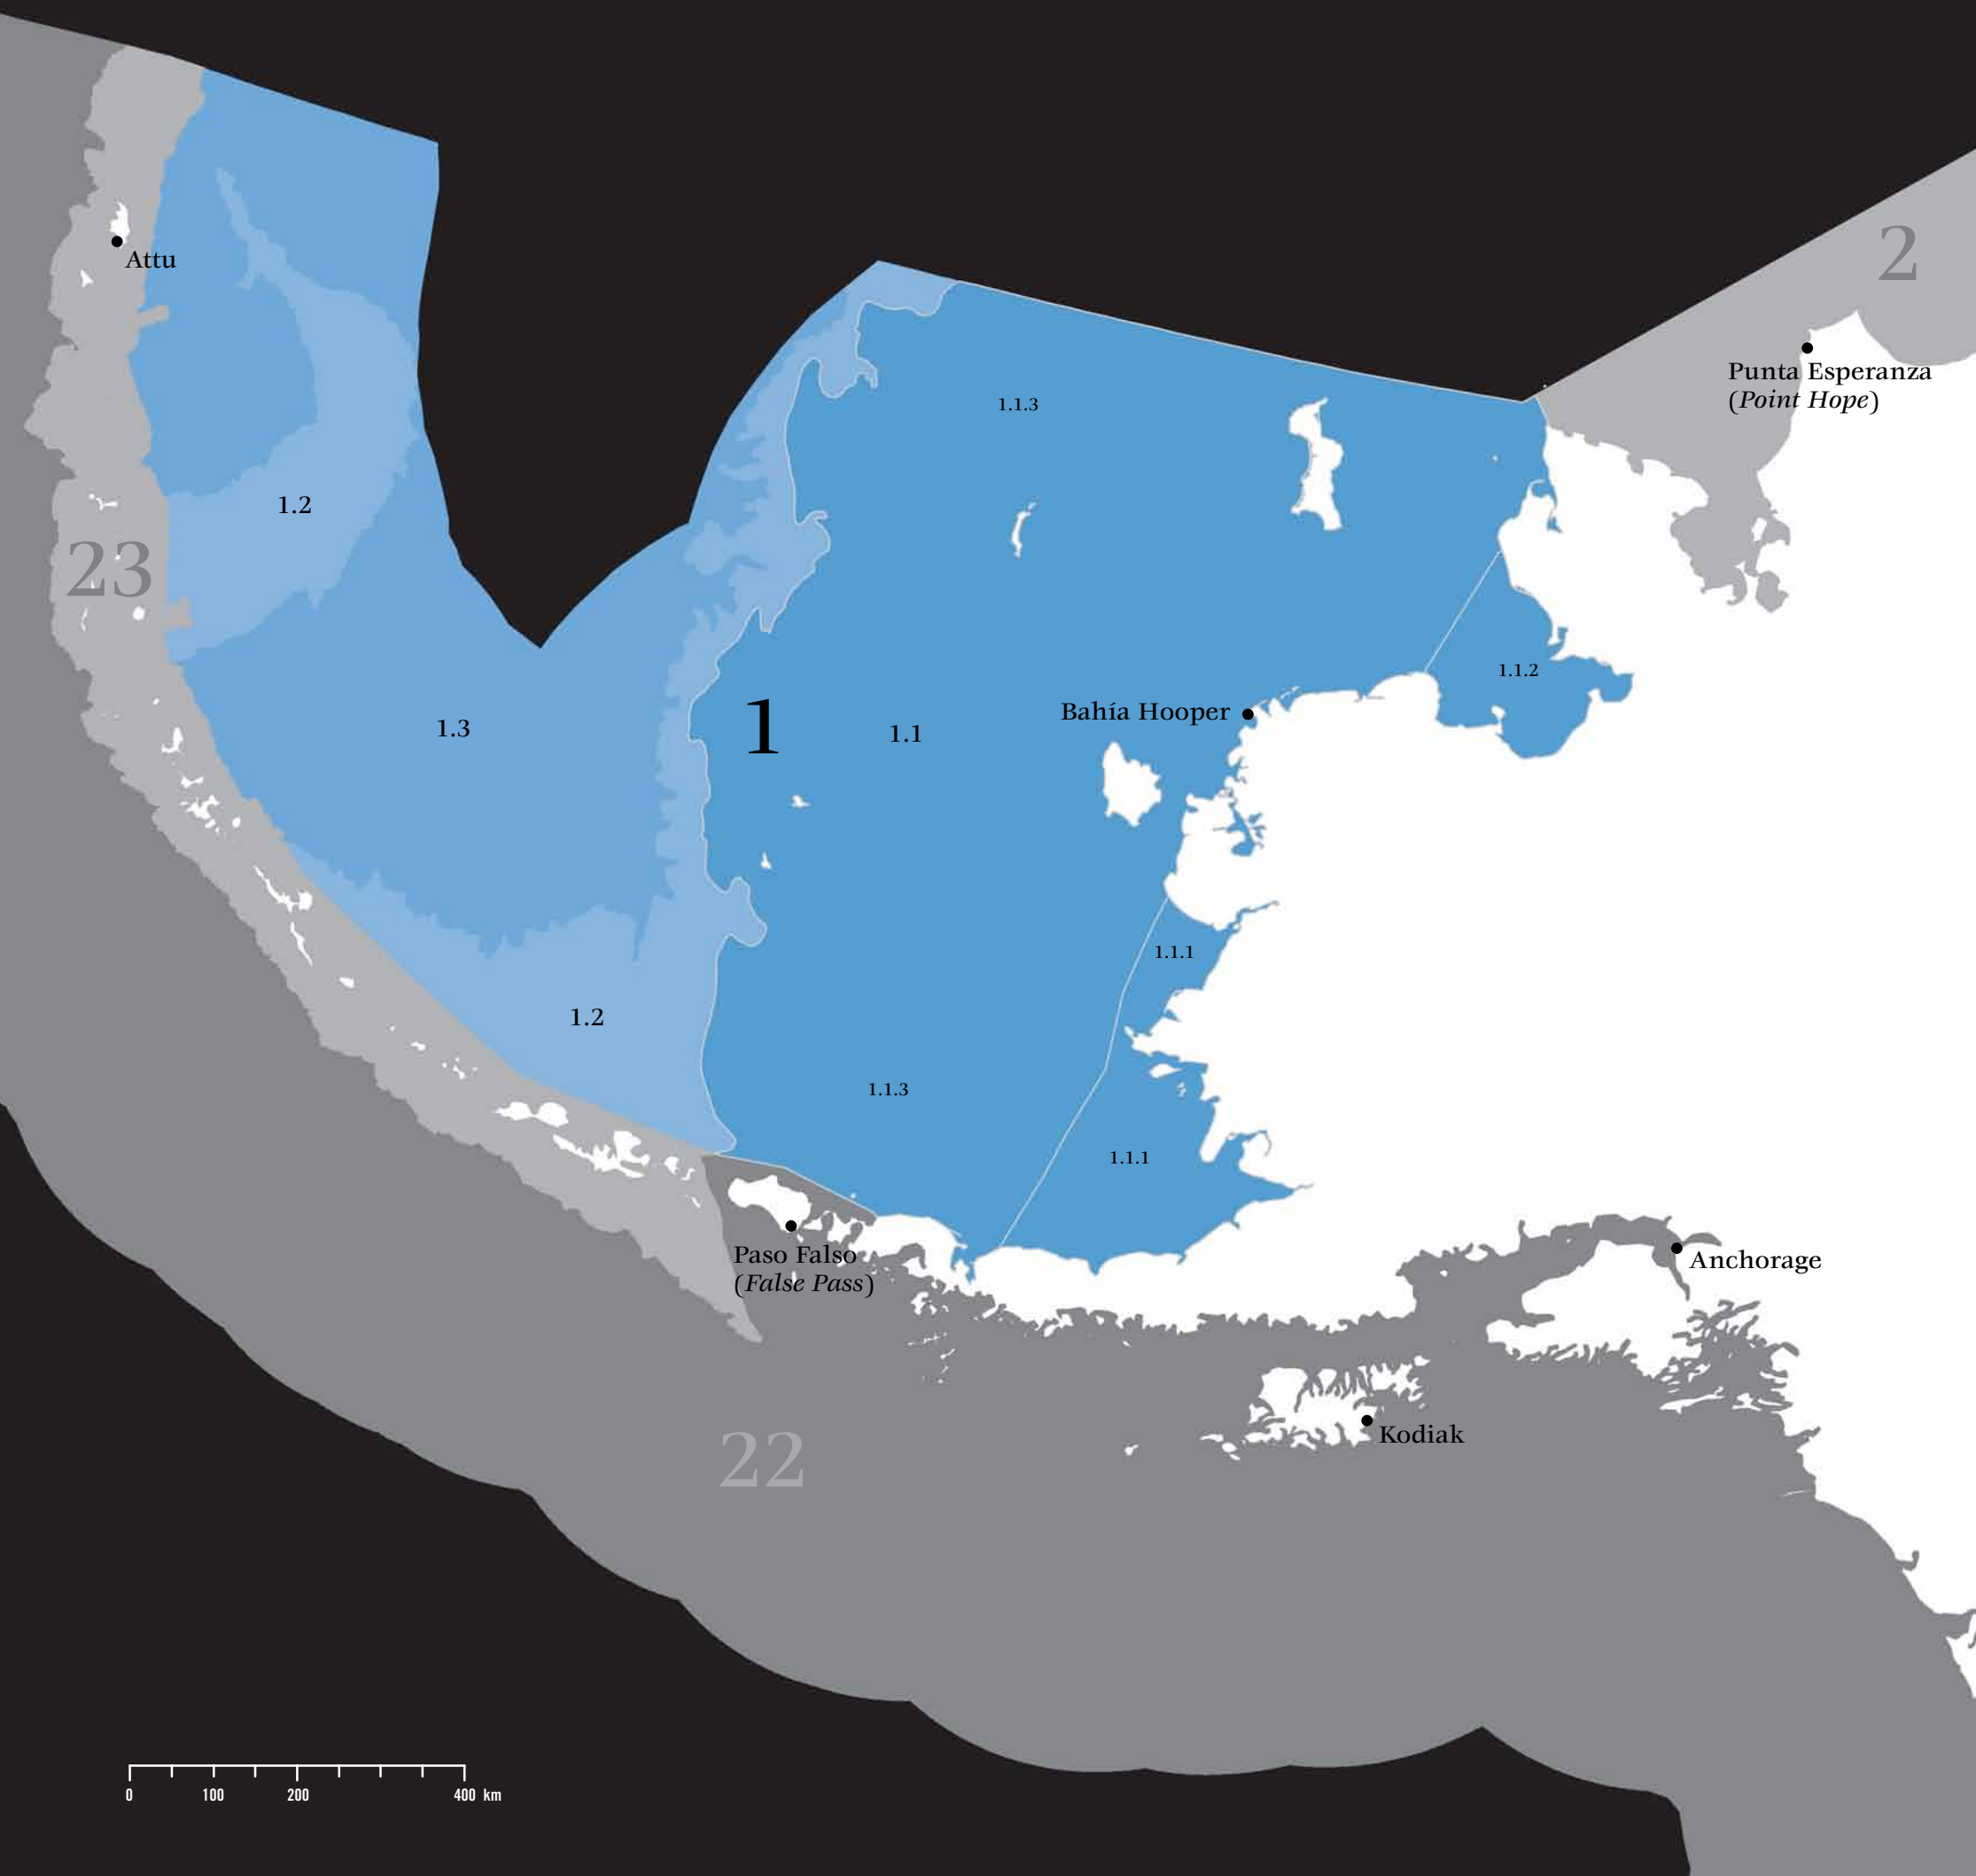 2
Attu
Punta Esperanza
(Point Hope)
1.1.3
1.2
23
1.1.2
1.3
1
1.1
Bahía Hooper
1.1.1
1.2
1.1.3
1.1.1
Paso Falso
(False Pass)
Anchorage
Kodiak
22
0 100 200 400 km